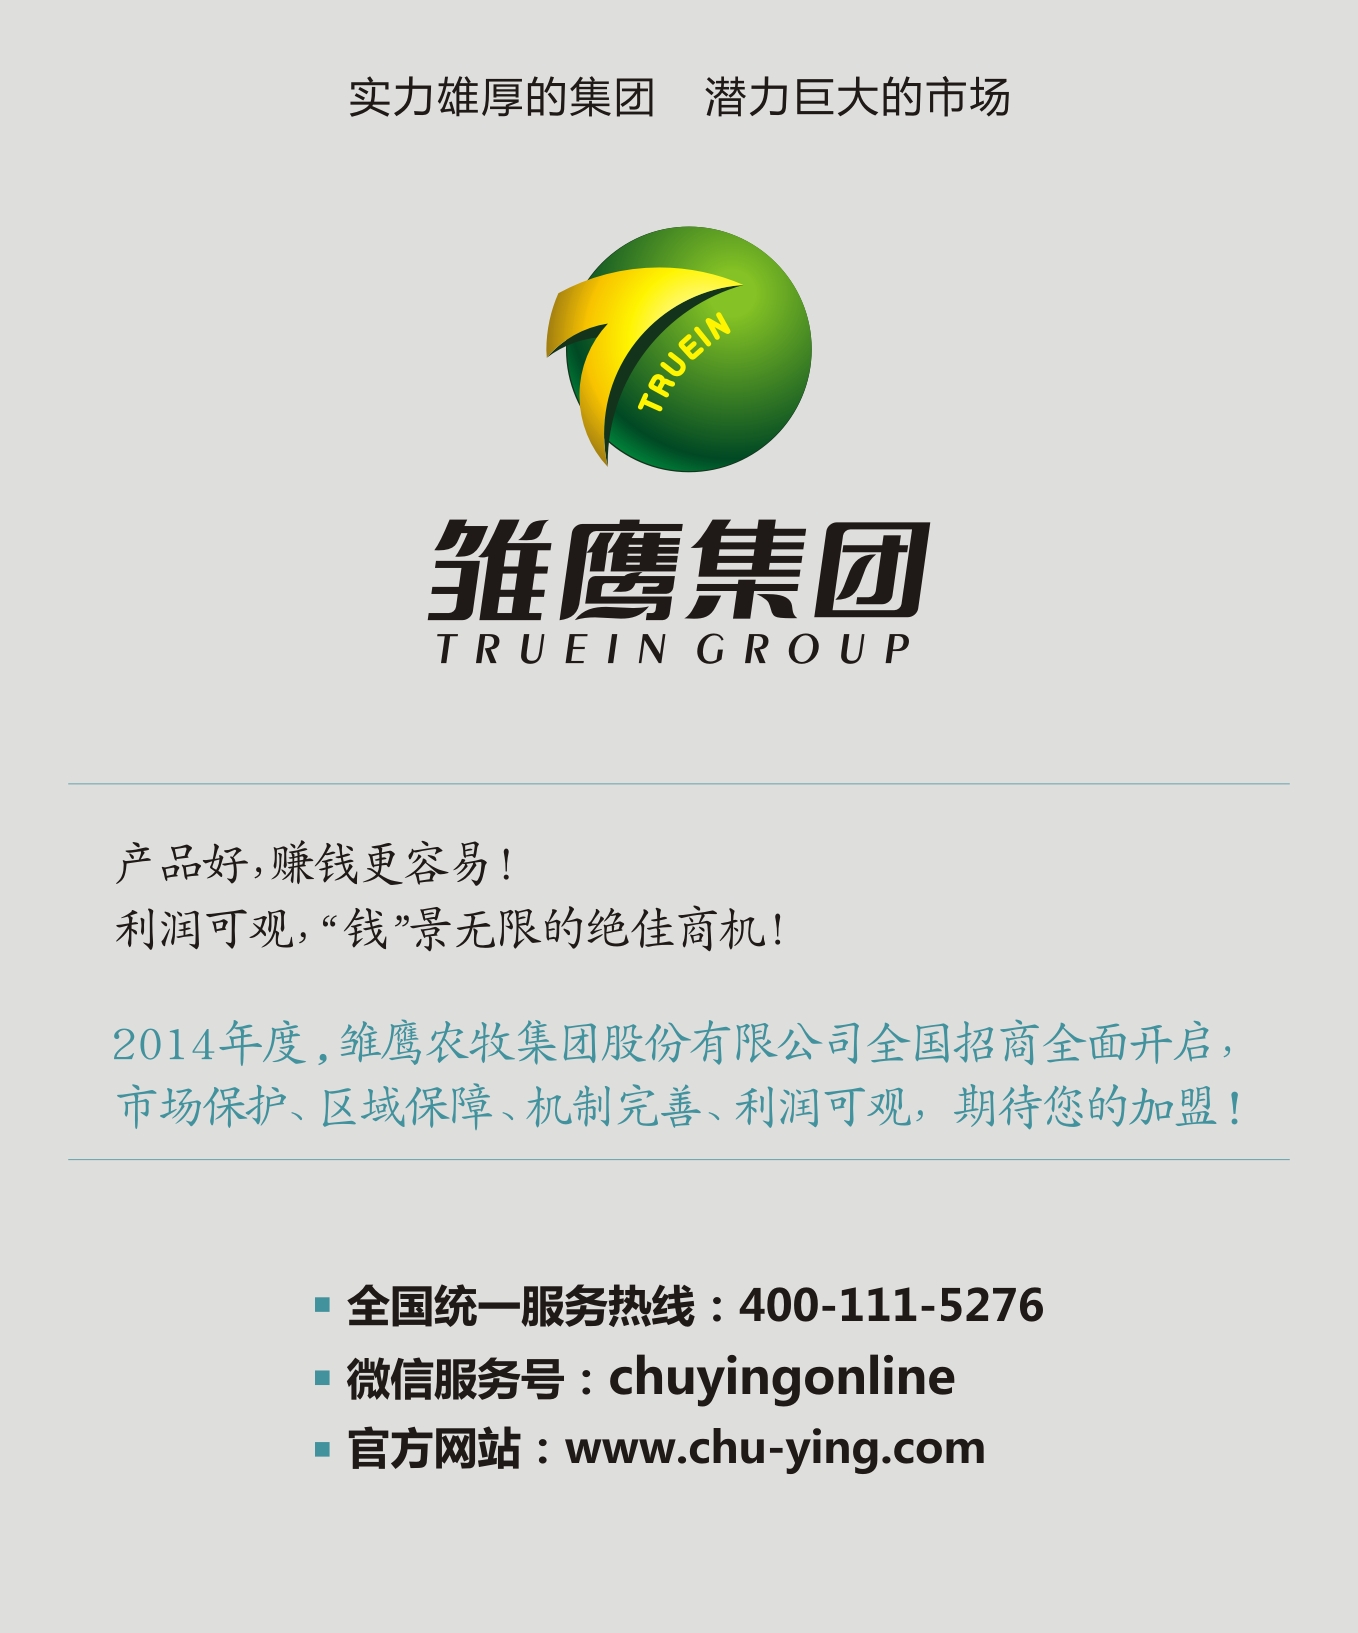 实力雄厚的集团 潜力巨大的市场
TRUEIN
雏鹰集团
TRUEIN GROUP
产品好,赚钱更容易!
利润可观,“钱”景无限的绝佳商机!
2014年度,雏鹰农牧集团股份有限公司全国招商全面开启,
市场保护、区域保障、机制完善、利润可观, 期待您的加盟!
▪ 全国统一服务热线：400-111-5276
▪ 微信服务号：chuyingonline
▪ 官方网站：www.chu-ying.com